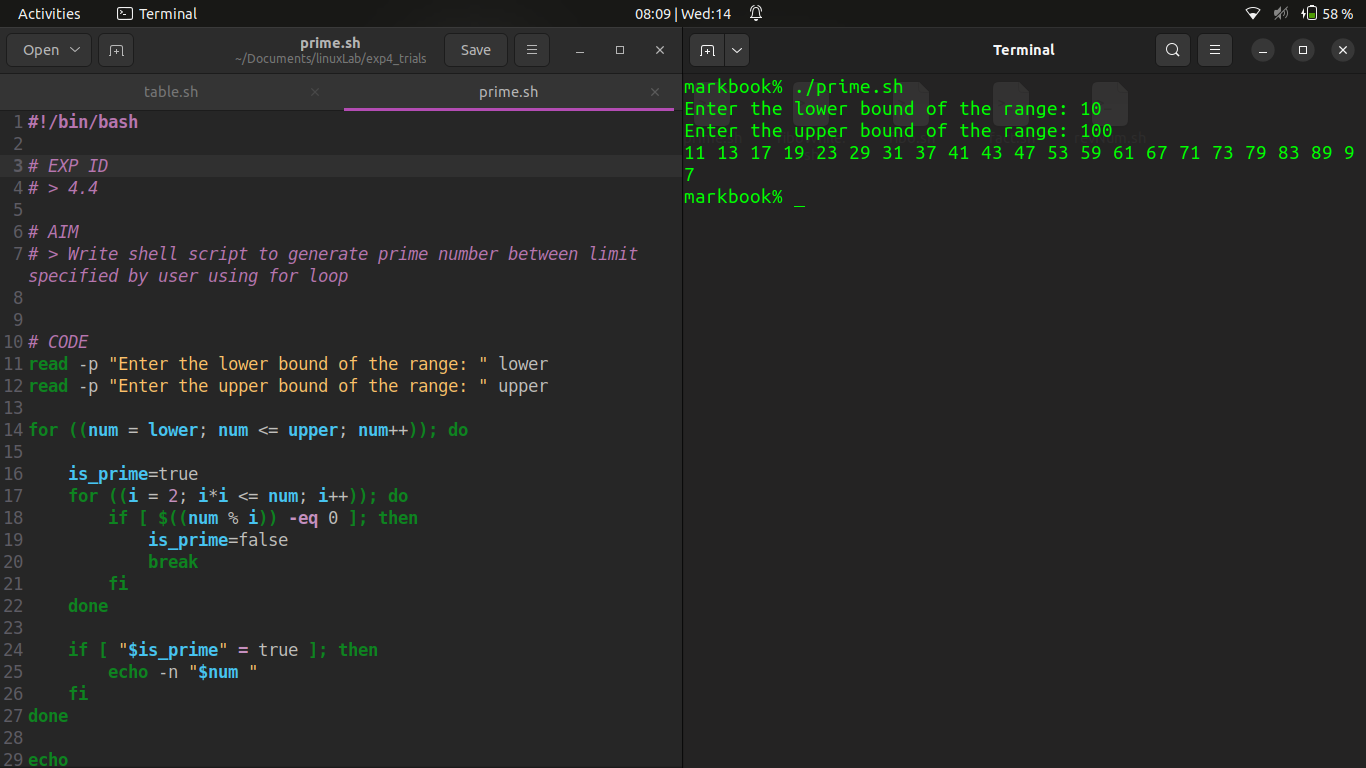 Activities Terminal 08:09 | Wed:14 58 %
Open prime.sh Save
~/Documents/linuxLab/exp4_trials
table.sh × prime.sh ×
1 #!/bin/bash
2
3 # EXP ID
4 # > 4.4
5
6 # AIM
7 # > Write shell script to generate prime number between limit
specified by user using for loop
8
9
10 # CODE
11 read -p "Enter the lower bound of the range: " lower
12 read -p "Enter the upper bound of the range: " upper
13
14 for ((num = lower; num <= upper; num++)); do
15
16     is_prime=true
17     for ((i = 2; i*i <= num; i++)); do
18         if [ $((num % i)) -eq 0 ]; then
19             is_prime=false
20             break
21         fi
22     done
23
24     if [ "$is_prime" = true ]; then
25         echo -n "$num "
26     fi
27 done
28
29 echo
Terminal
markbook% ./prime.sh
Enter the lower bound of the range: 10
Enter the upper bound of the range: 100
11 13 17 19 23 29 31 37 41 43 47 53 59 61 67 71 73 79 83 89 9
7
markbook% _